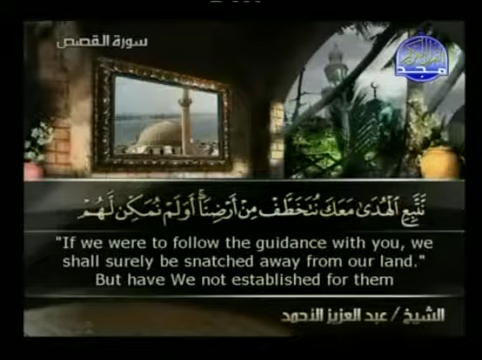 سورة القصص
مجد
نَّتَّبِعِ الْهُدَىٰ مَعَكَ نُتَخَطَّفْ مِنْ أَرْضِنَا ۚ أَوَلَمْ نُمَكِّن لَّهُمْ
"If we were to follow the guidance with you, we
shall surely be snatched away from our land."
But have We not established for them
الشيخ / عبد العزيز الأحمد